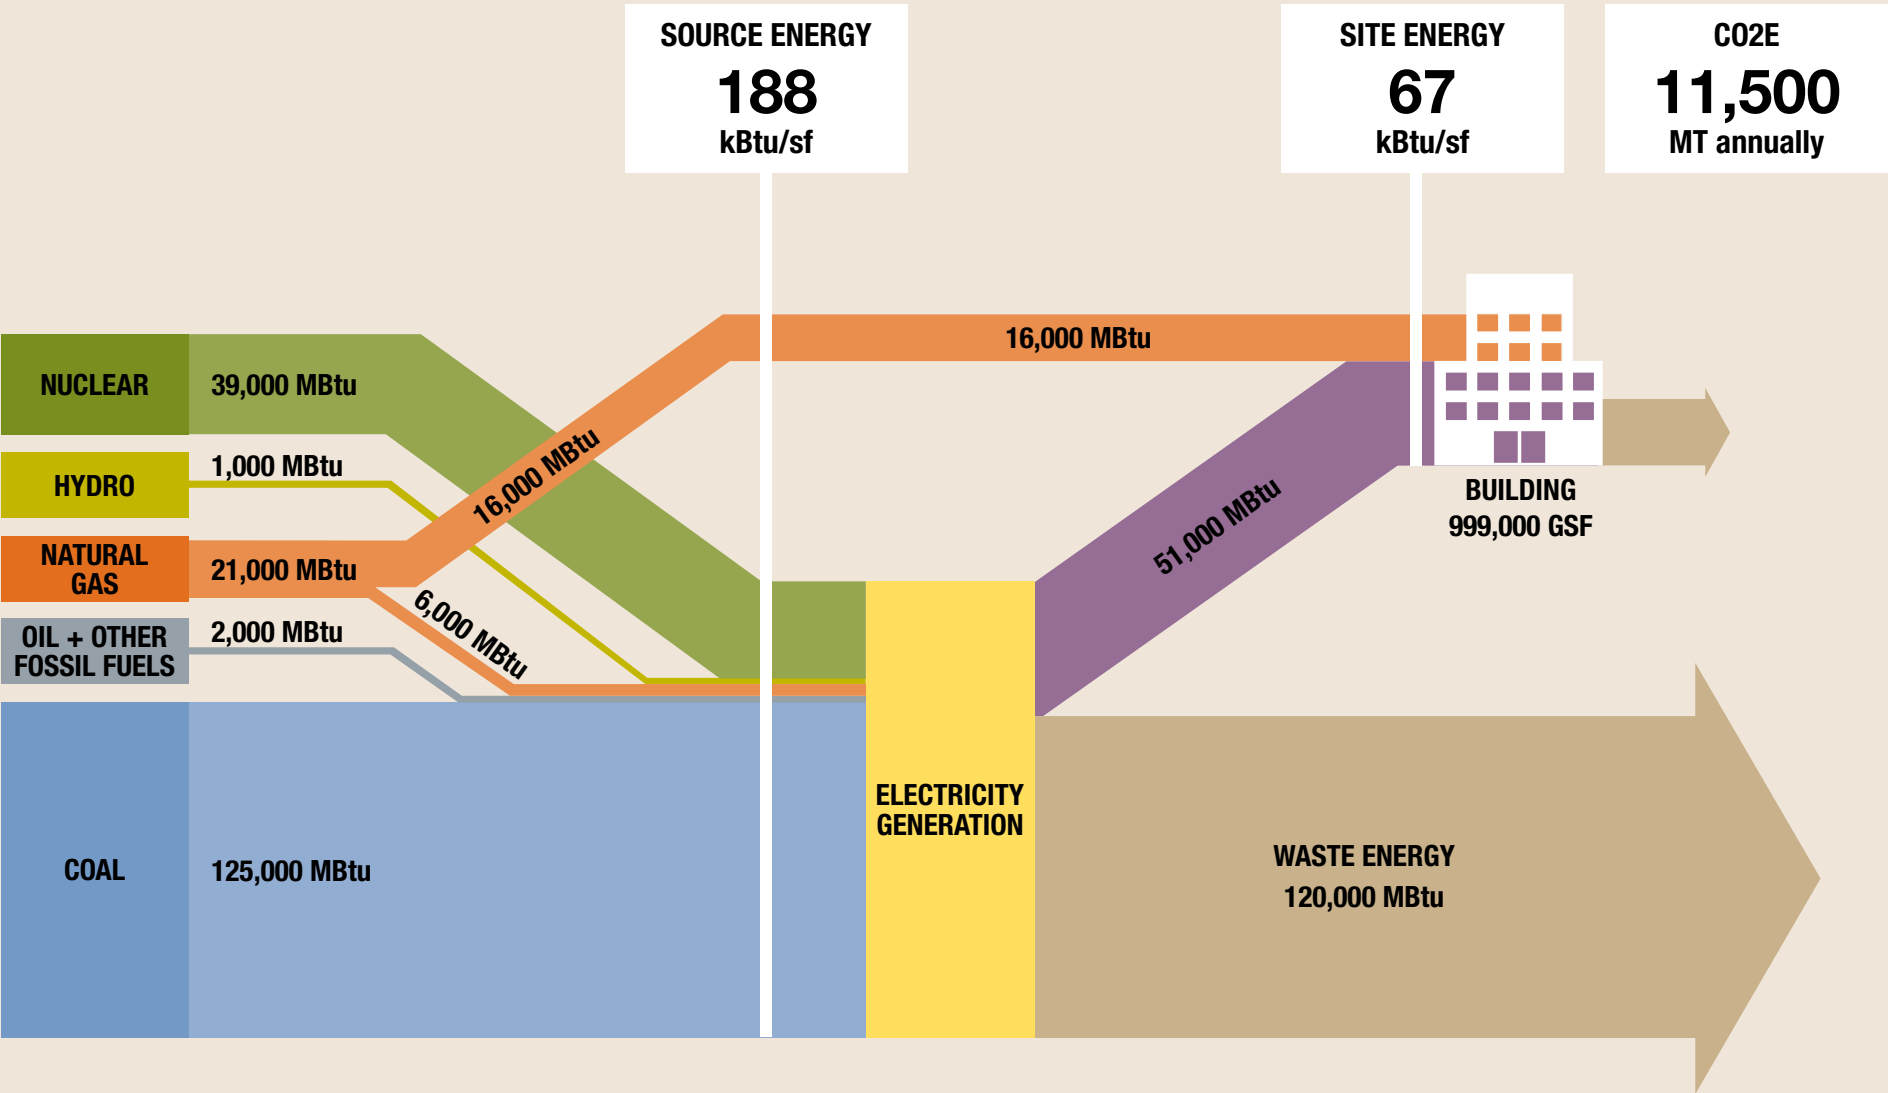 SOURCE ENERGY
188
kBtu/sf
SITE ENERGY
67
kBtu/sf
CO2E
11,500
MT annually
NUCLEAR
39,000 MBtu
HYDRO
1,000 MBtu
NATURAL
GAS
21,000 MBtu
OIL + OTHER
FOSSIL FUELS
2,000 MBtu
COAL
125,000 MBtu
16,000 MBtu
6,000 MBtu
16,000 MBtu
ELECTRICITY
GENERATION
51,000 MBtu
BUILDING
999,000 GSF
WASTE ENERGY
120,000 MBtu